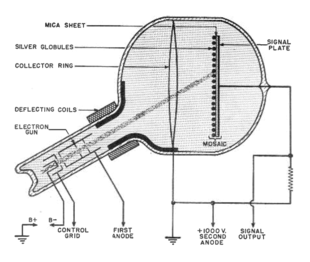 MICA SHEET
SIGNAL
PLATE
SILVER GLOBULES
COLLECTOR RING
DEFLECTING COILS
ELECTRON
GUN
MOSAIC
B+
B-
CONTROL
GRID
FIRST
ANODE
+1000 V.
SECOND
ANODE
SIGNAL
OUTPUT